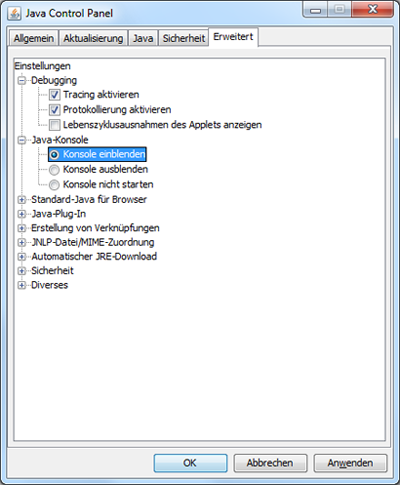 Java Control Panel
Allgemein Aktualisierung Java Sicherheit Erweitert
Einstellungen
Debugging
Tracing aktivieren
Protokollierung aktivieren
Lebenszyklusausnahmen des Applets anzeigen
Java-Konsole
Konsole einblenden
Konsole ausblenden
Konsole nicht starten
Standard-Java für Browser
Java-Plug-In
Erstellung von Verknüpfungen
JNLP-Datei/MIME-Zuordnung
Automatischer JRE-Download
Sicherheit
Diverses
OK Abbrechen Anwenden